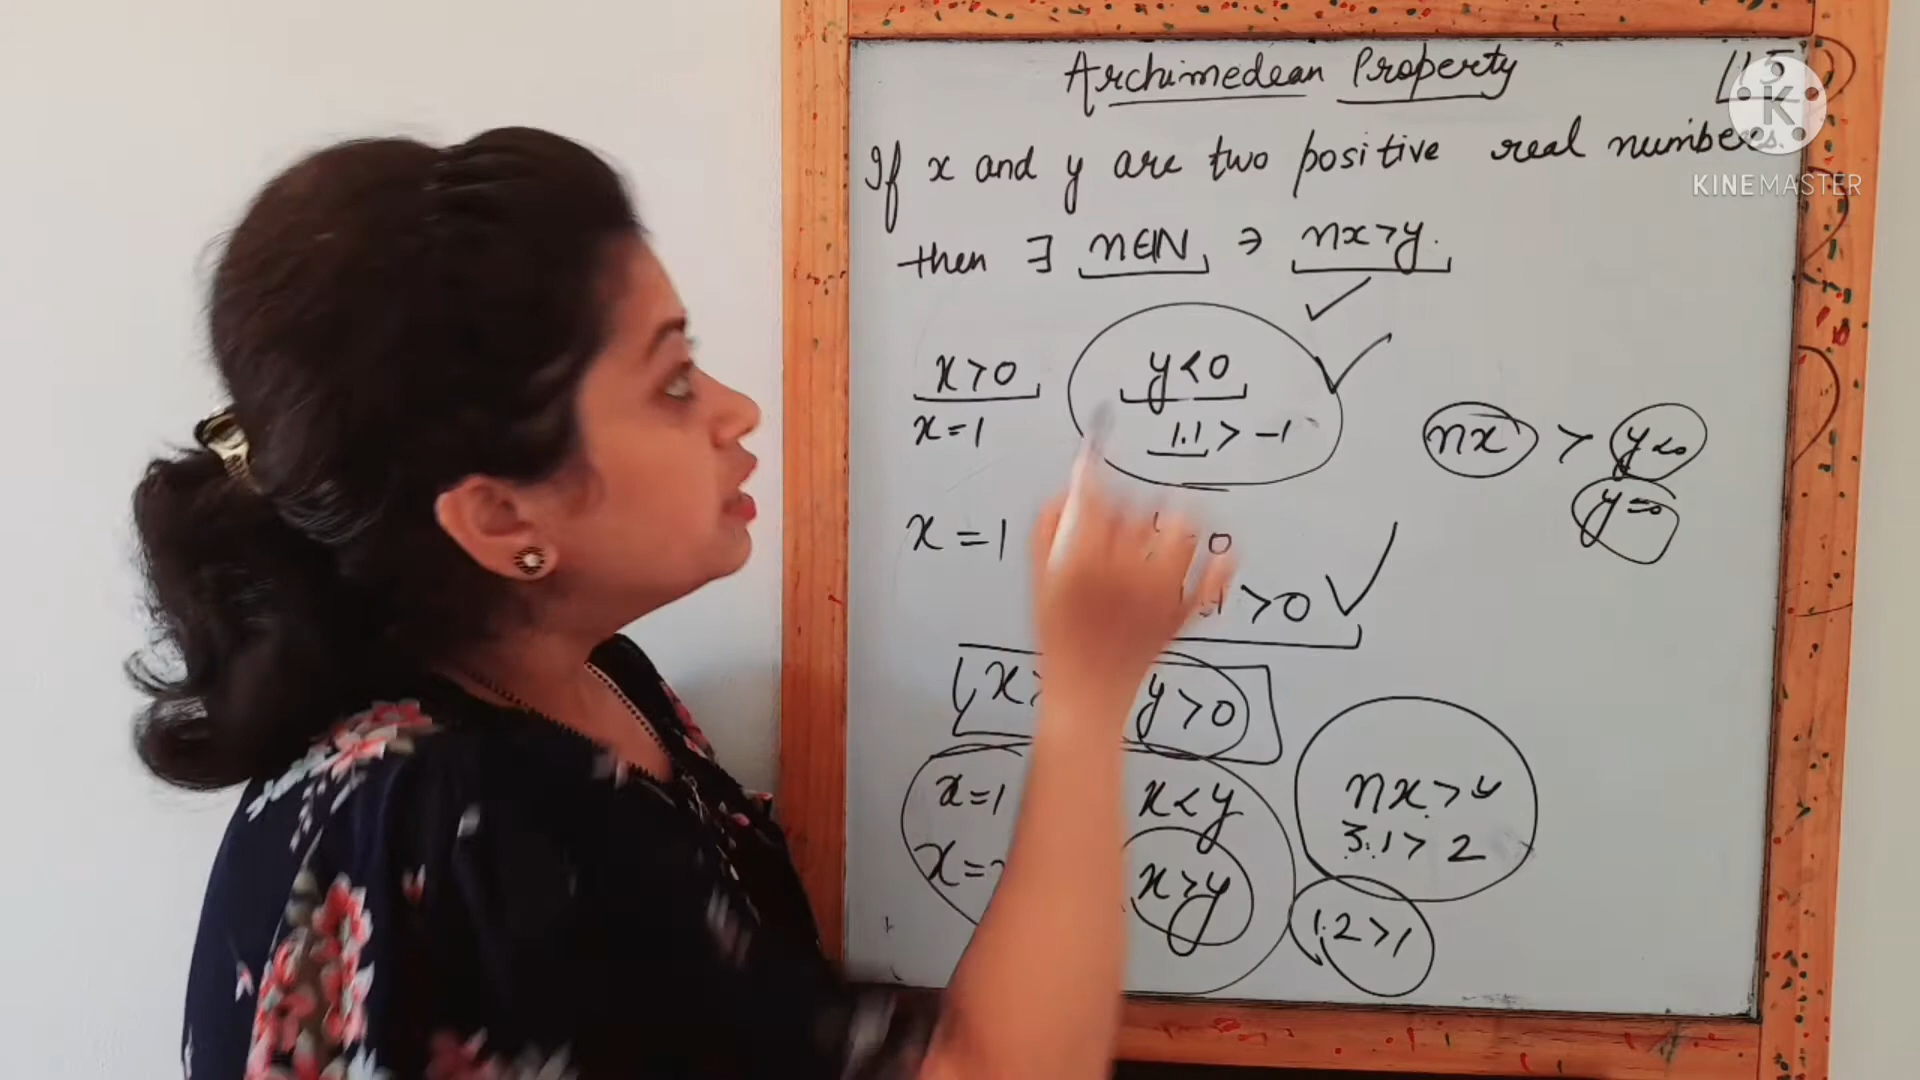 Archimedean Property
K
KINEMASTER
If x and y are two positive real numbers.
then ∃ n∈ℕ ∋ nx>y.
x>0 y<0
x=1 1.1 > -1
nx > y<0
y=0
x=1 0
>0
x y>0
x=1 x<y
x= x>y
nx>y
3.1 > 2
1.2 >1